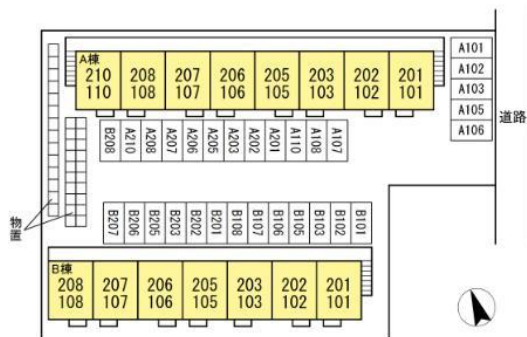 A棟
210
110
208
108
207
107
206
106
205
105
203
103
202
102
201
101
A101
A102
A103
A105
A106
道路
B208
A210
A208
A207
A206
A205
A203
A202
A201
A110
A108
A107
物置
B207
B206
B205
B203
B202
B201
B108
B107
B106
B105
B103
B102
B101
B棟
208
108
207
107
206
106
205
105
203
103
202
102
201
101